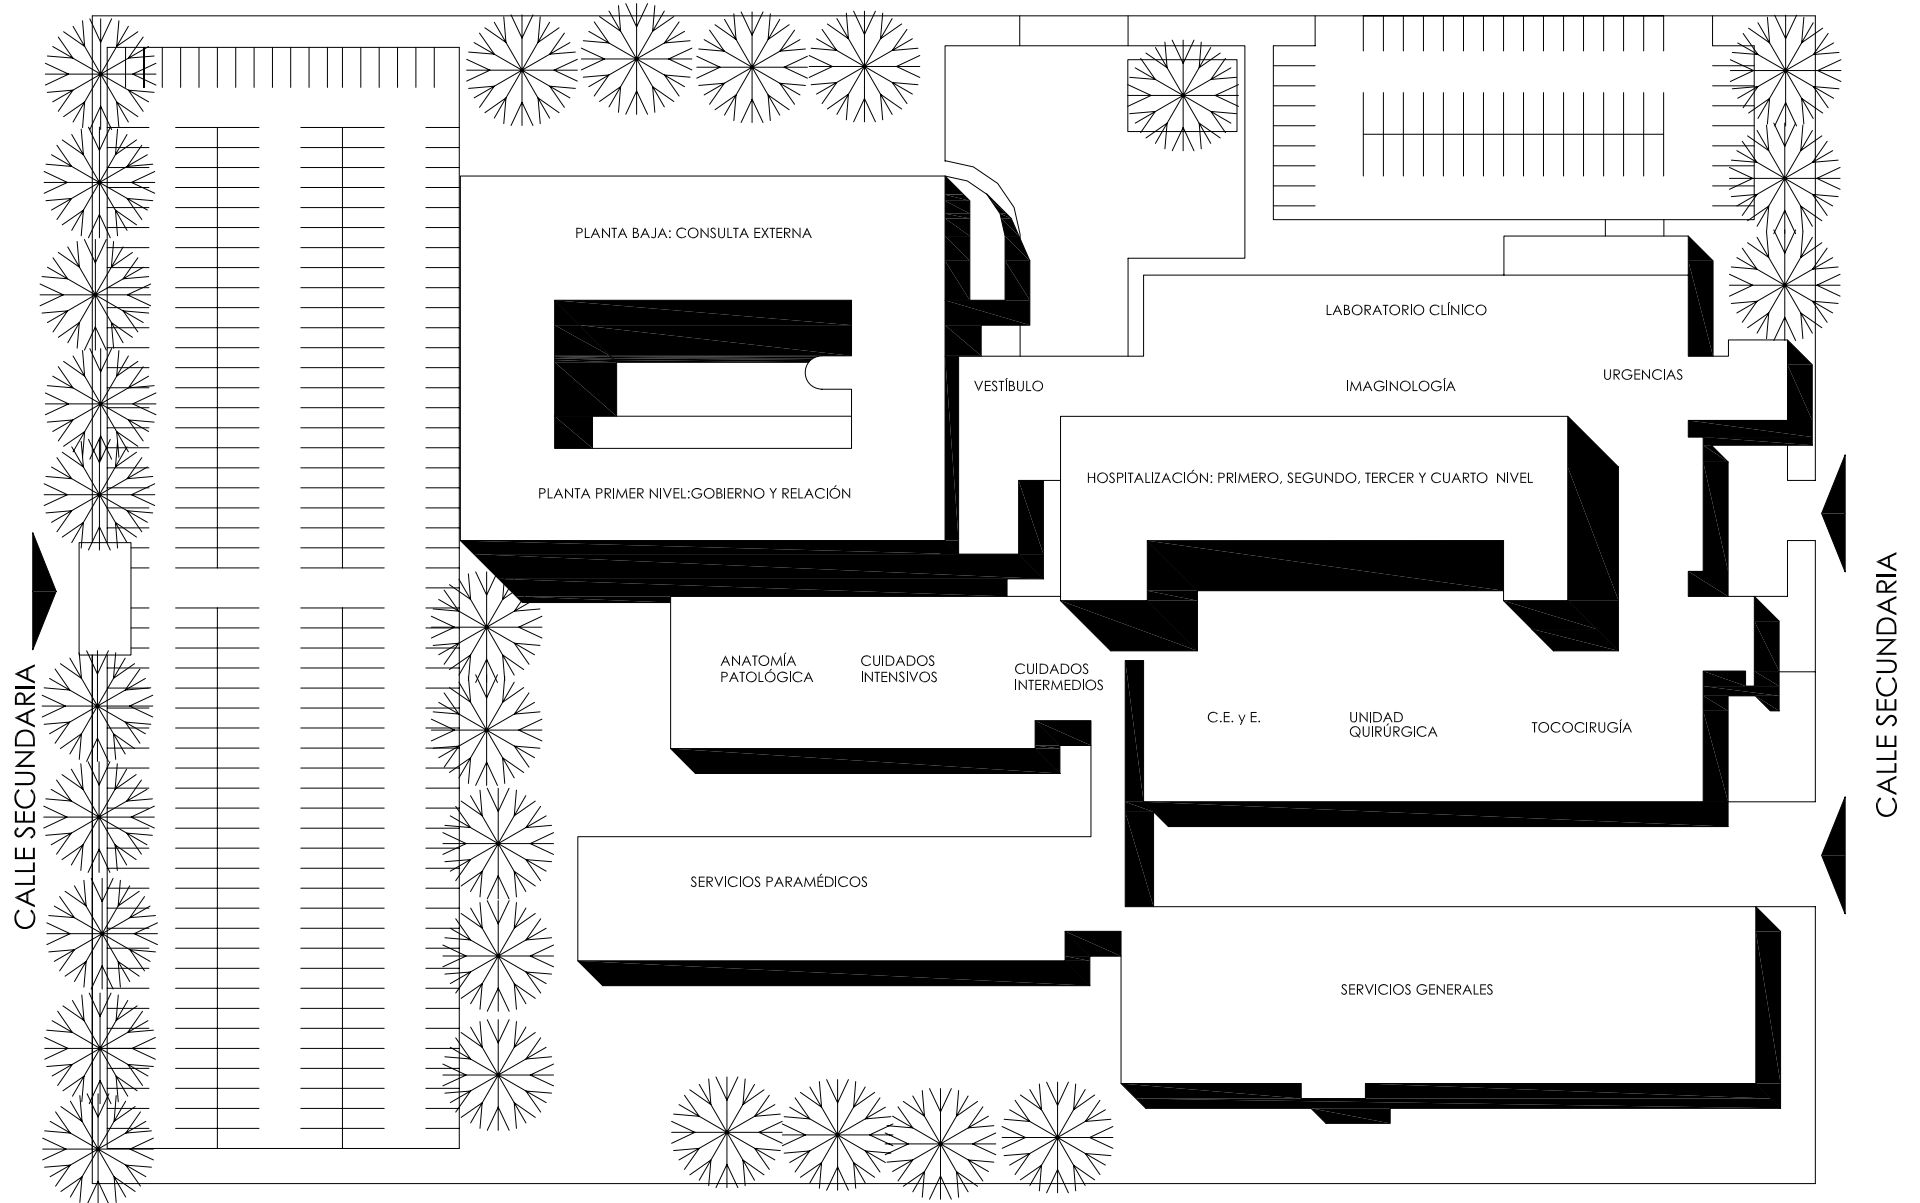 PLANTA BAJA: CONSULTA EXTERNA
LABORATORIO CLÍNICO
URGENCIAS
VESTÍBULO
IMAGINOLOGÍA
HOSPITALIZACIÓN: PRIMERO, SEGUNDO, TERCER Y CUARTO NIVEL
PLANTA PRIMER NIVEL:GOBIERNO Y RELACIÓN
ANATOMÍA
PATOLÓGICA
CUIDADOS
INTENSIVOS
CUIDADOS
INTERMEDIOS
C.E. y E.
UNIDAD
QUIRÚRGICA
TOCOCIRUGÍA
SERVICIOS PARAMÉDICOS
SERVICIOS GENERALES
CALLE SECUNDARIA
CALLE SECUNDARIA